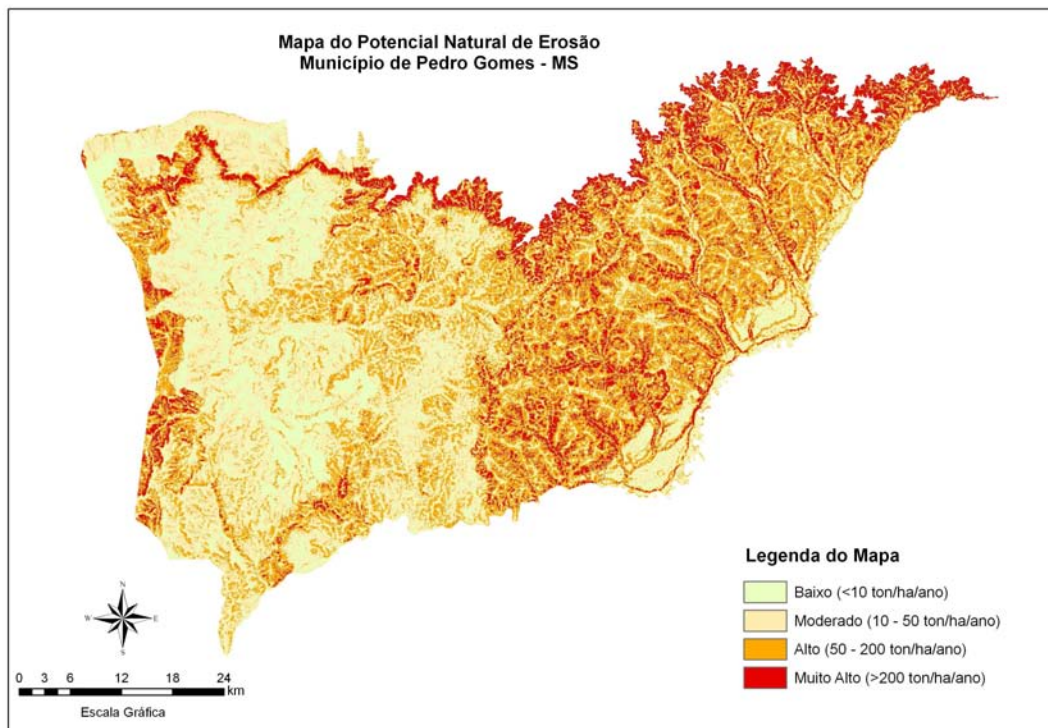 Mapa do Potencial Natural de Erosão
Município de Pedro Gomes - MS
Legenda do Mapa
Baixo (<10 ton/ha/ano)
Moderado (10 - 50 ton/ha/ano)
Alto (50 - 200 ton/ha/ano)
Muito Alto (>200 ton/ha/ano)
N
W E
S
0 3 6 12 18 24
km
Escala Gráfica